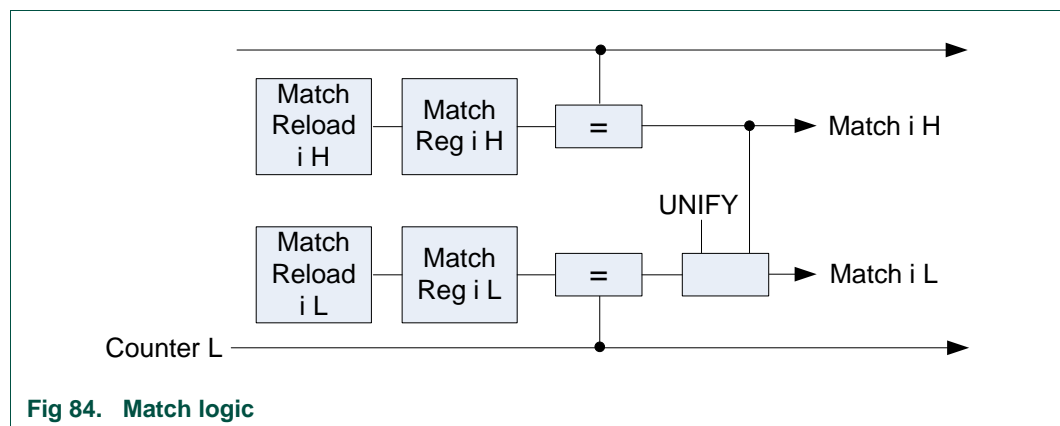 Match
Reload
i H
Match
Reg i H
=
Match i H
UNIFY
Match
Reload
i L
Match
Reg i L
=
Match i L
Counter L
Fig 84. Match logic